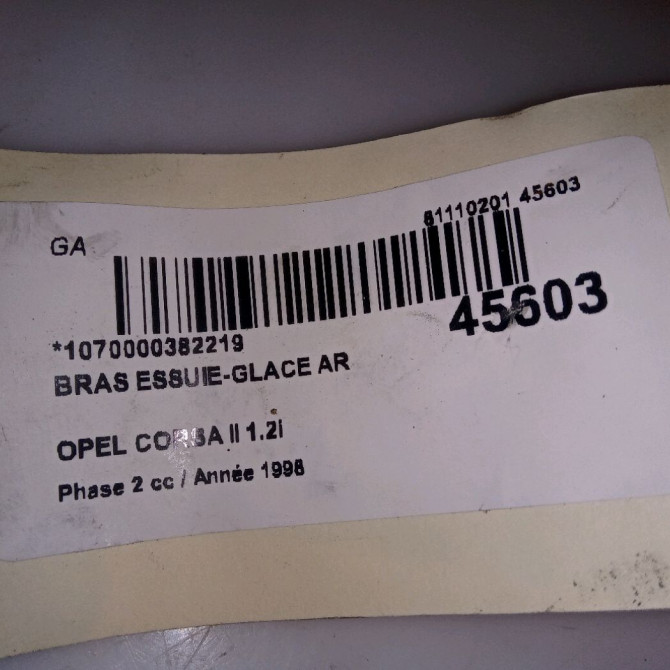 81110201 45603
GA
45603
*1070000382219
BRAS ESSUIE-GLACE AR
OPEL CORSA II 1.2i
Phase 2 cc / Année 1998